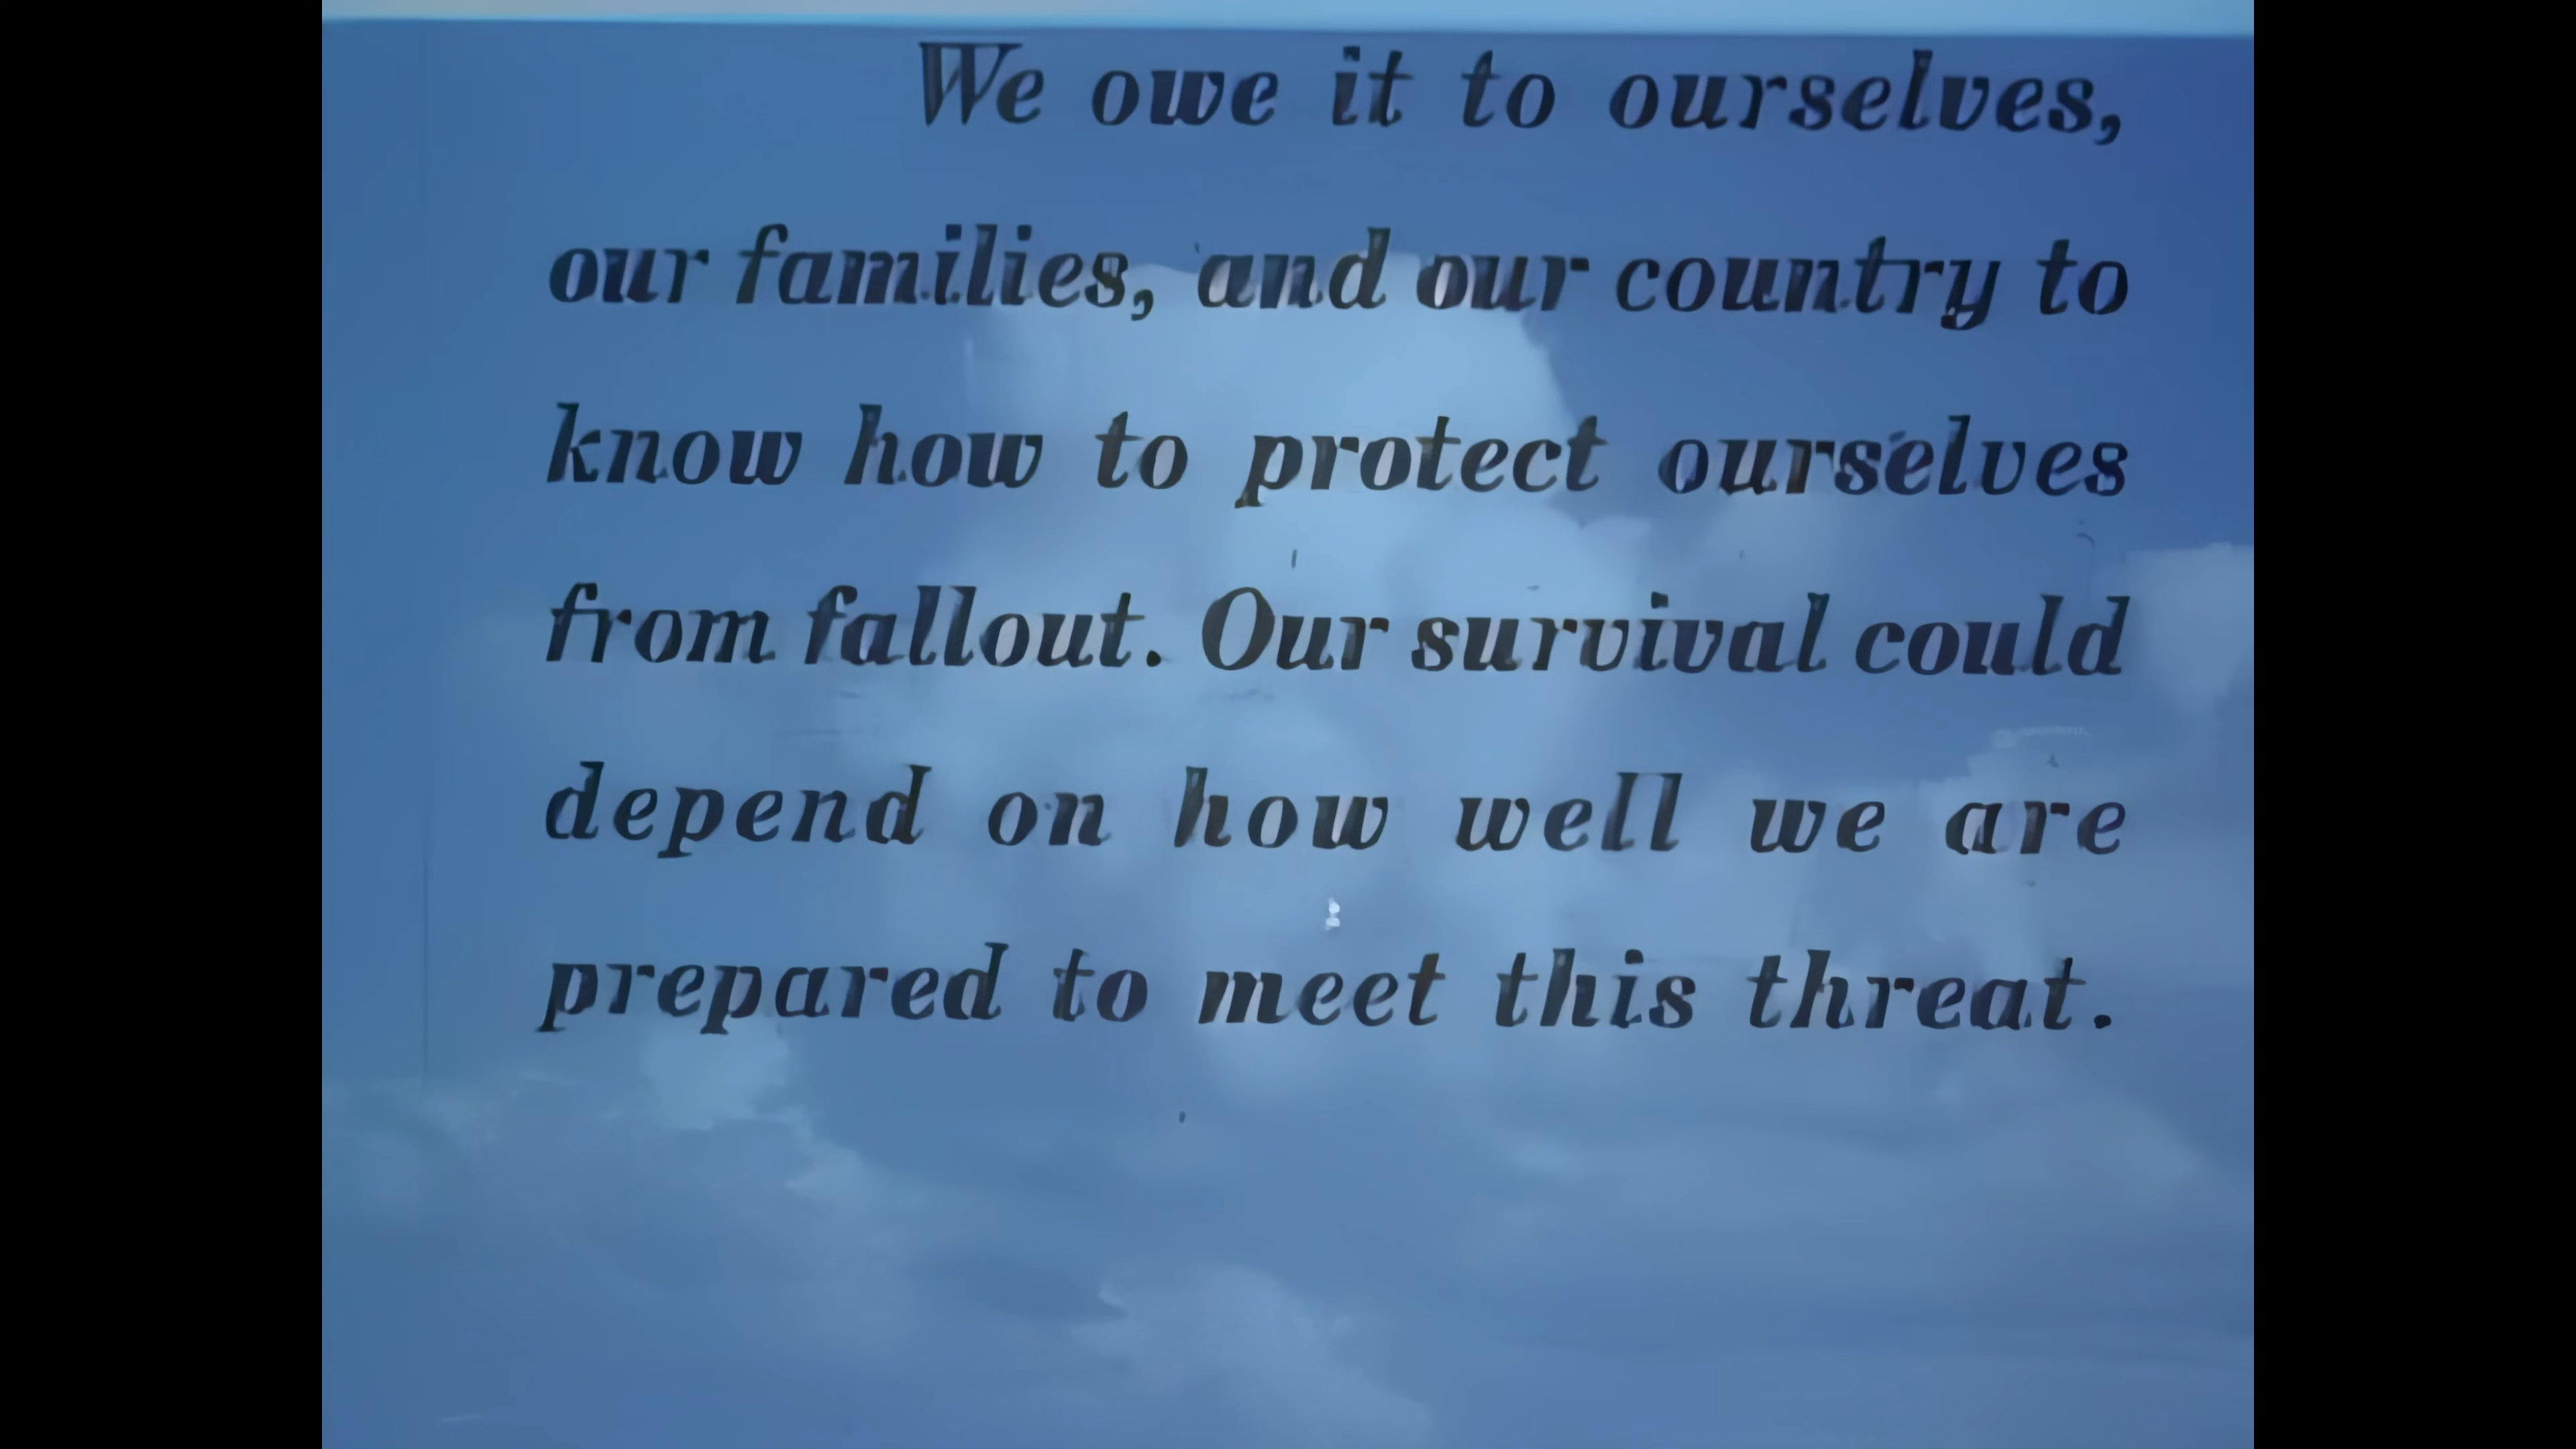 We owe it to ourselves,
our families, and our country to
know how to protect ourselves
from fallout. Our survival could
depend on how well we are
prepared to meet this threat.